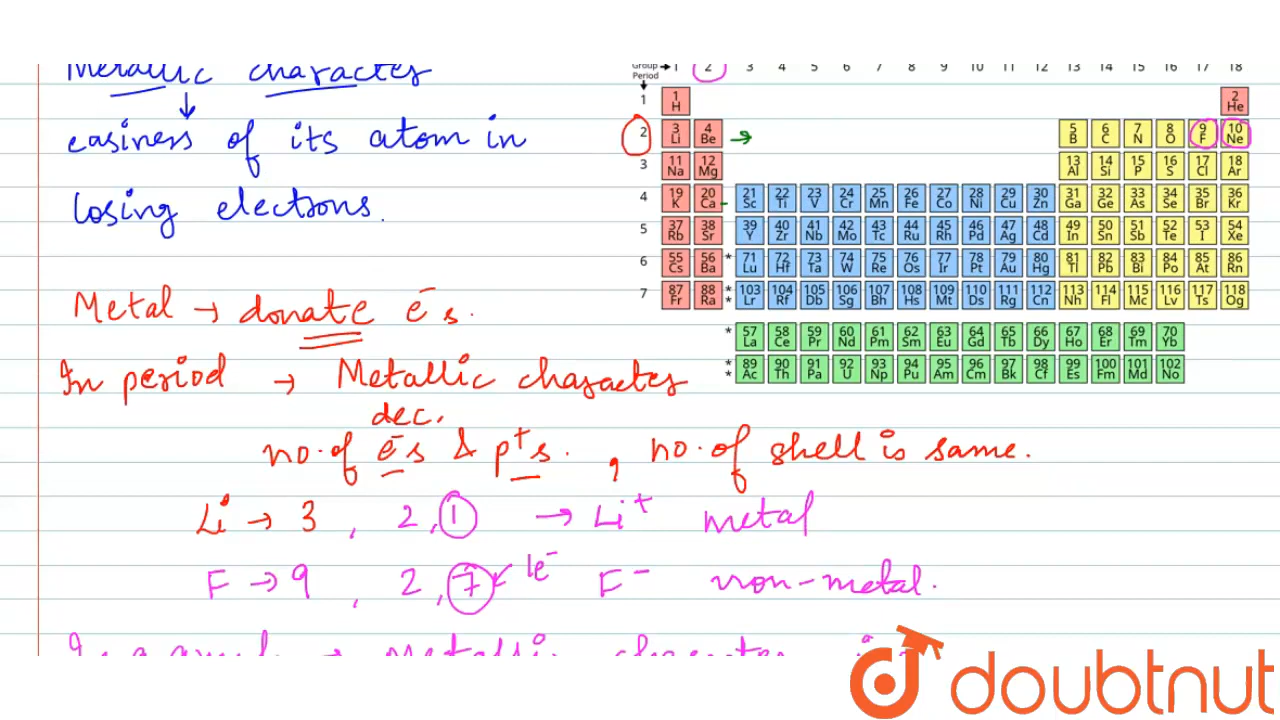 Metallic character
easiness of its atom in
losing electrons.
Metal → donate e⁻s.
In period → Metallic character
dec.
no. of e⁻s & p⁺s. , no. of shell is same.
Li → 3 , 2,1 → Li⁺ metal
F → 9 , 2,7 1e⁻ F⁻ non-metal.
In a group → Metallic character
Group → 1 2 3 4 5 6 7 8 9 10 11 12 13 14 15 16 17 18
Period
1 1 H 2 He
2 3 Li 4 Be → 5 B 6 C 7 N 8 O 9 F 10 Ne
3 11 Na 12 Mg 13 Al 14 Si 15 P 16 S 17 Cl 18 Ar
4 19 K 20 Ca 21 Sc 22 Ti 23 V 24 Cr 25 Mn 26 Fe 27 Co 28 Ni 29 Cu 30 Zn 31 Ga 32 Ge 33 As 34 Se 35 Br 36 Kr
5 37 Rb 38 Sr 39 Y 40 Zr 41 Nb 42 Mo 43 Tc 44 Ru 45 Rh 46 Pd 47 Ag 48 Cd 49 In 50 Sn 51 Sb 52 Te 53 I 54 Xe
6 55 Cs 56 Ba * 71 Lu 72 Hf 73 Ta 74 W 75 Re 76 Os 77 Ir 78 Pt 79 Au 80 Hg 81 Tl 82 Pb 83 Bi 84 Po 85 At 86 Rn
7 87 Fr 88 Ra * * 103 Lr 104 Rf 105 Db 106 Sg 107 Bh 108 Hs 109 Mt 110 Ds 111 Rg 112 Cn 113 Nh 114 Fl 115 Mc 116 Lv 117 Ts 118 Og
* 57 La 58 Ce 59 Pr 60 Nd 61 Pm 62 Sm 63 Eu 64 Gd 65 Tb 66 Dy 67 Ho 68 Er 69 Tm 70 Yb
* * 89 Ac 90 Th 91 Pa 92 U 93 Np 94 Pu 95 Am 96 Cm 97 Bk 98 Cf 99 Es 100 Fm 101 Md 102 No
doubtnut